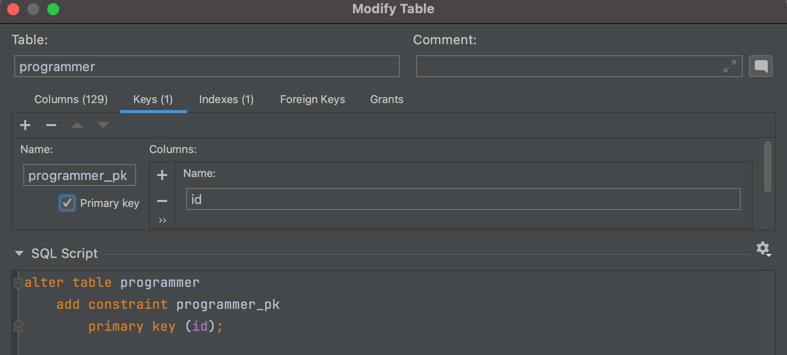 Modify Table
Table:
Comment:
programmer
Columns (129)
Keys (1)
Indexes (1)
Foreign Keys
Grants
Name:
Columns:
programmer_pk
Primary key
Name:
id
SQL Script
alter table programmer
add constraint programmer_pk
primary key (id);